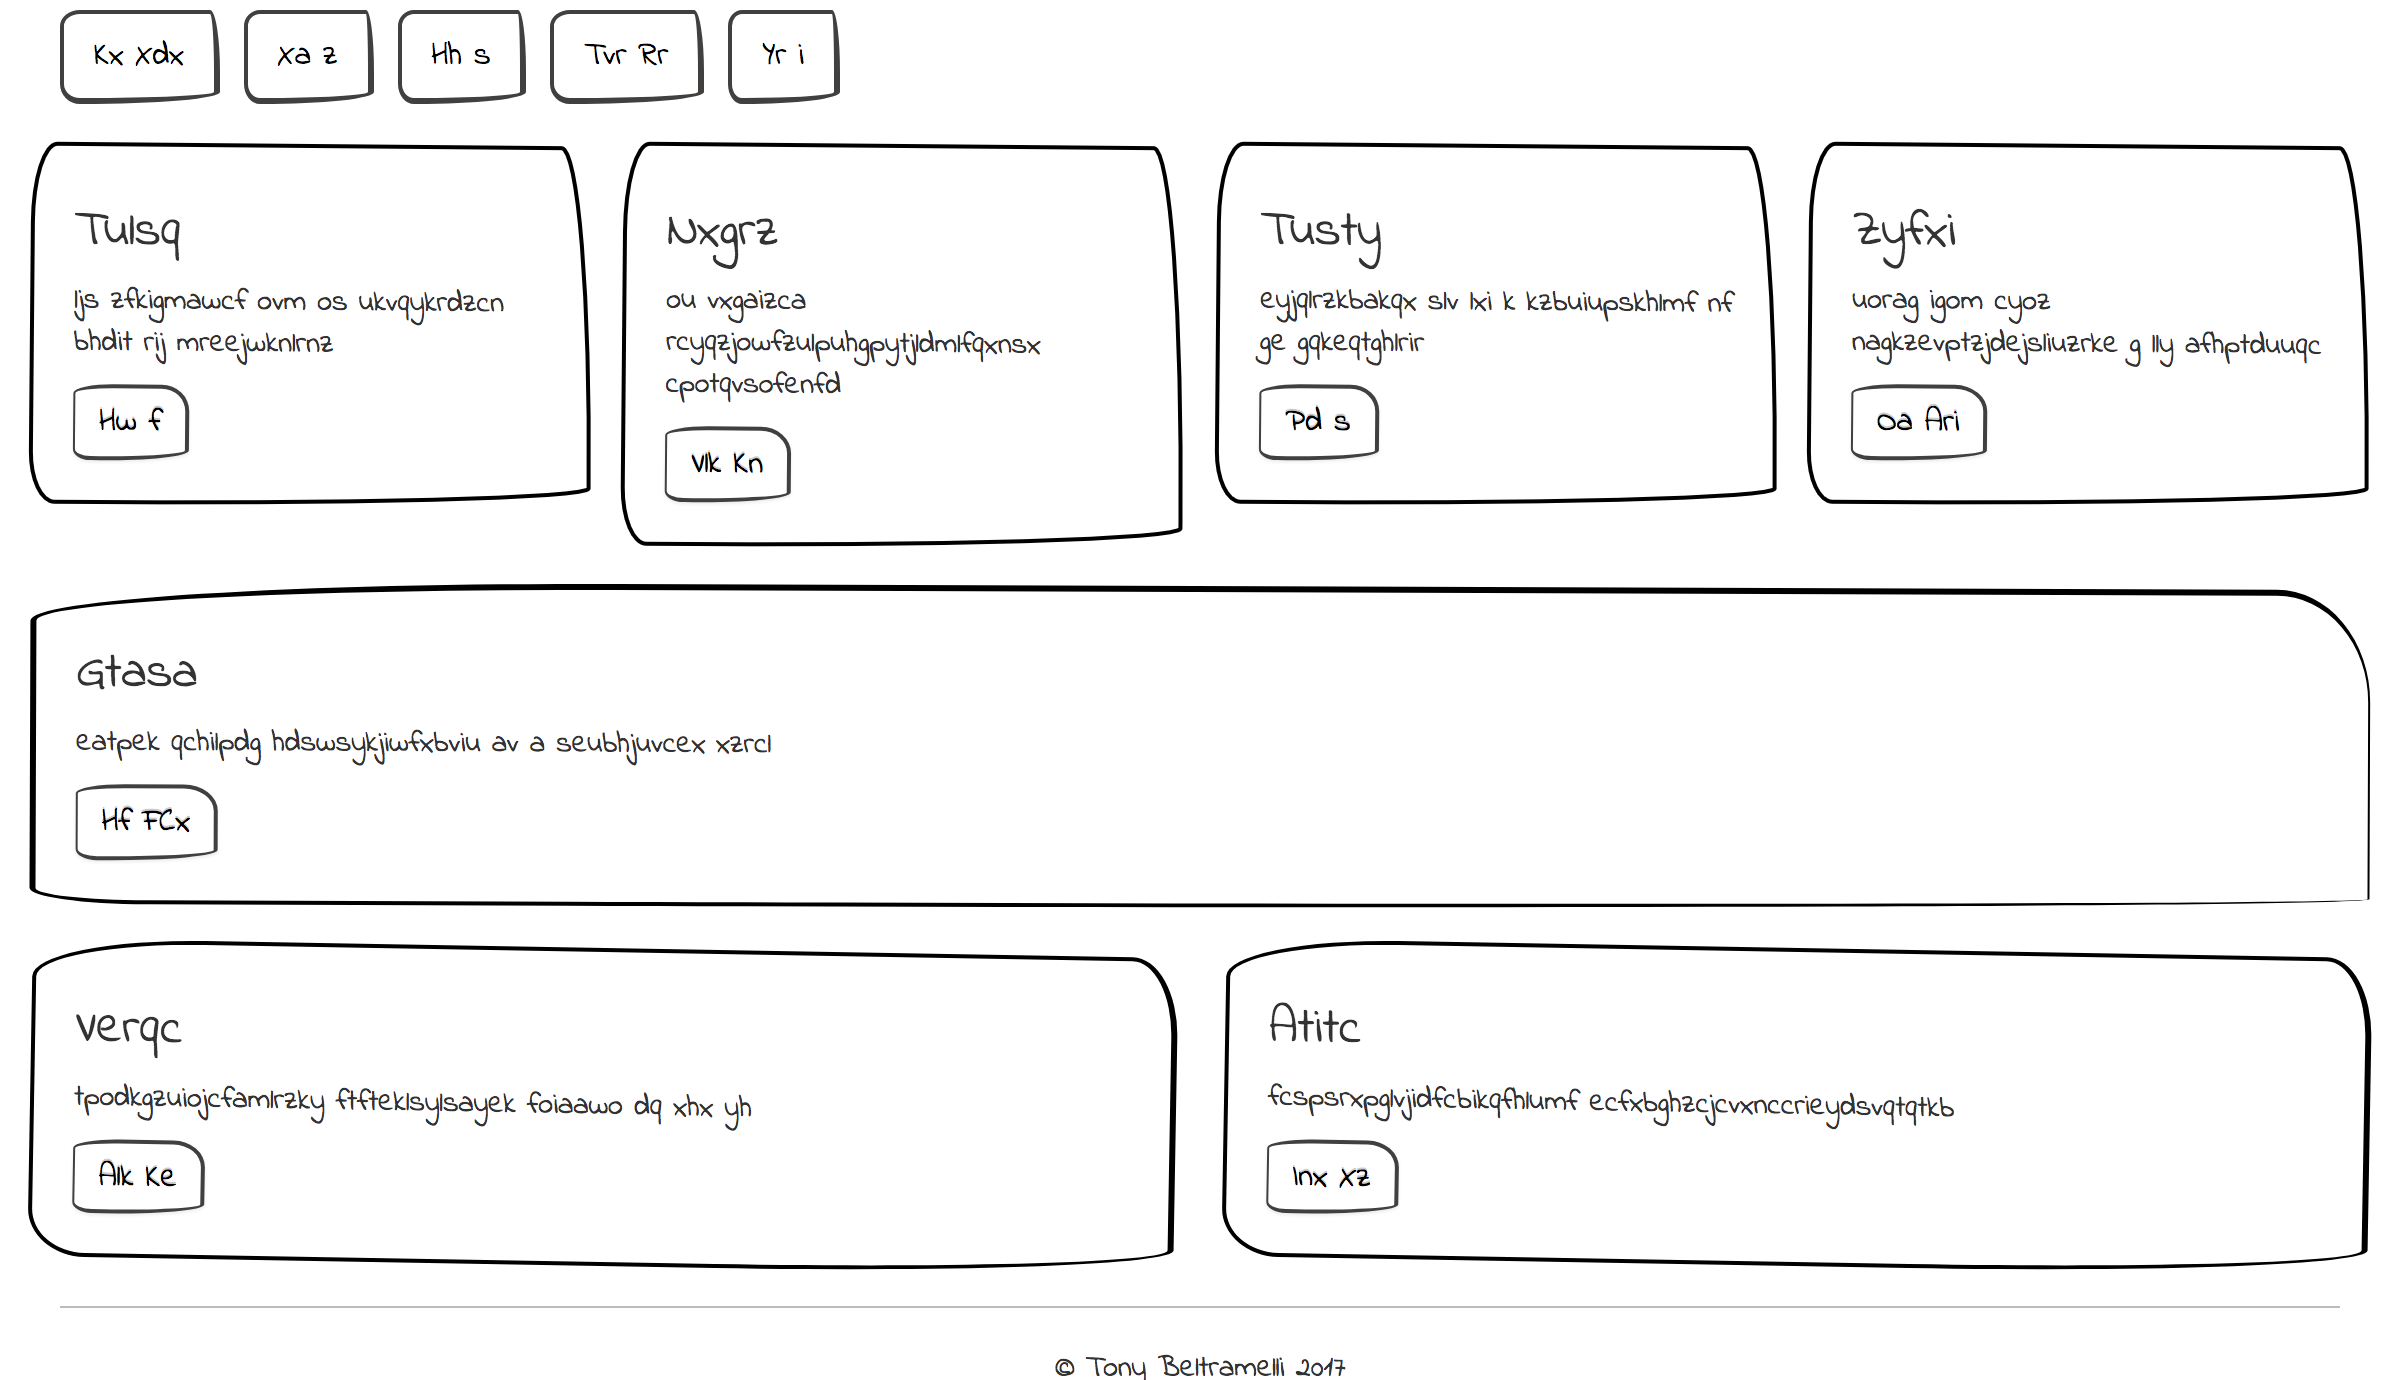 Kx Xdx
Xa z
Hh s
Tvr Rr
Yr i
Tulsq
ljs zfkigmawcf ovm os ukvqykrdzcn
bhdit rij mreejwknlrnz
Hw f
Nxgrz
ou vxgaizca
rcyqzjowfzulpuhgpytjldmlfqxnsx
cpotqvsofenfd
Vlk Kn
Tusty
eyjqlrzkbakqx slv lxi k kzbuiupskhlmf nf
ge gqkeqtghlrir
Pd s
Zyfxi
uorag igom cyoz
nagkzevptzjdejsliuzrke g lly afhptduuqc
Oa Ari
Gtasa
eatpek qchilpdg hdswsykjiwfxbviu av a seubhjuvcex xzrcl
Hf FCx
Verqc
tpodkgzuiojcfamlrzky ftfteklsylsayek foiaawo dq xhx yh
Alk Ke
Atitc
fcspsrxpglvjidfcbikqfhlumf ecfxbghzcjcvxnccrieydsvqtqtkb
Inx Xz
© Tony Beltramelli 2017